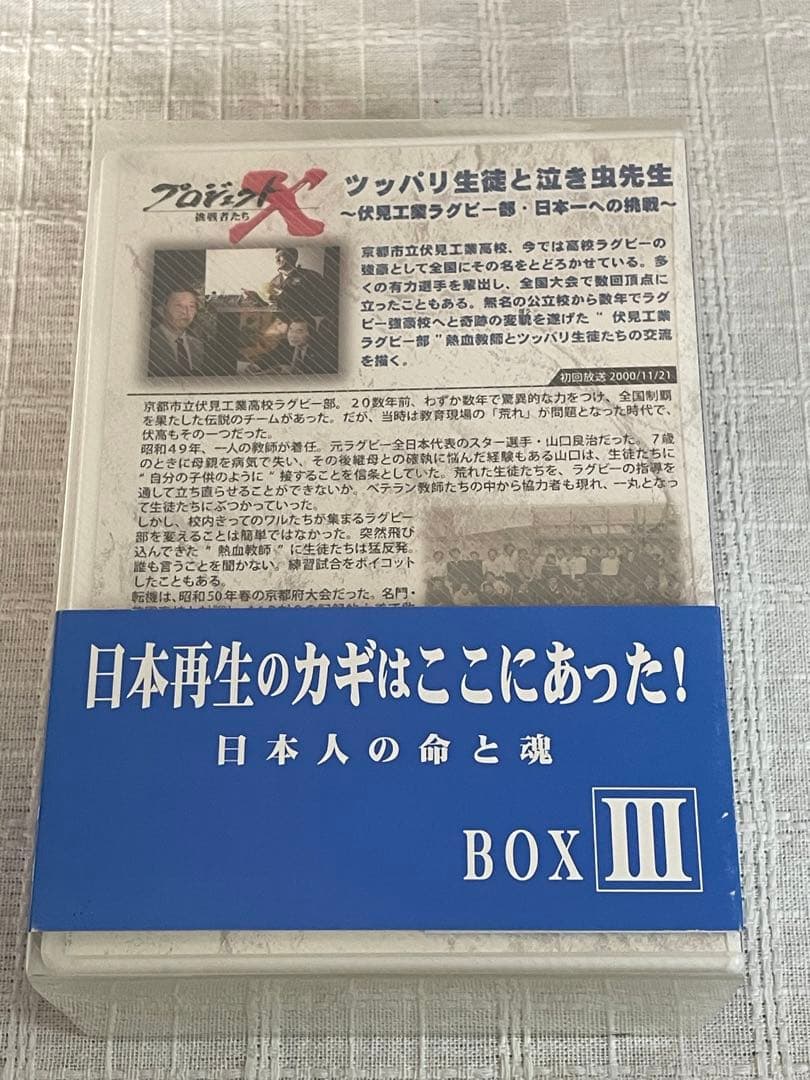 プロジェクトX
挑戦者たち
ツッパリ生徒と泣き虫先生
～伏見工業ラグビー部・日本一への挑戦～
京都市立伏見工業高校、今では高校ラグビーの
強豪として全国にその名をとどろかせている。多
くの有力選手を輩出し、全国大会で数回頂点に
立ったこともある。無名の公立校から数年でラグ
ビー強豪校へと奇跡の変貌を遂げた“伏見工業
ラグビー部”熱血教師とツッパリ生徒たちの交流
を描く。
初回放送 2000/11/21
京都市立伏見工業高校ラグビー部。２０数年前、わずか数年で驚異的な力をつけ、全国制覇
を果たした伝説のチームがあった。だが、当時は教育現場の「荒れ」が問題となった時代で、
伏高もその一つだった。
昭和49年、一人の教師が着任。元ラグビー全日本代表のスター選手・山口良治だった。７歳
のときに母親を病気で失い、その後継母との確執に悩んだ経験もある山口は、生徒たちに
“自分の子供のように”接することを信条としていた。荒れた生徒たちを、ラグビーの指導を
通して立ち直らせることができないか。ベテラン教師たちの中から協力者も現れ、一丸となっ
て生徒たちにぶつかっていった。
しかし、校内きってのワルたちが集まるラグビー
部を変えることは簡単ではなかった。突然飛び
込んできた“熱血教師”に生徒たちは猛反発。
誰も言うことを聞かない。練習試合をボイコット
したこともある。
転機は、昭和50年春の京都府大会だった。名門・
日本再生のカギはここにあった!
日本人の命と魂
BOX III